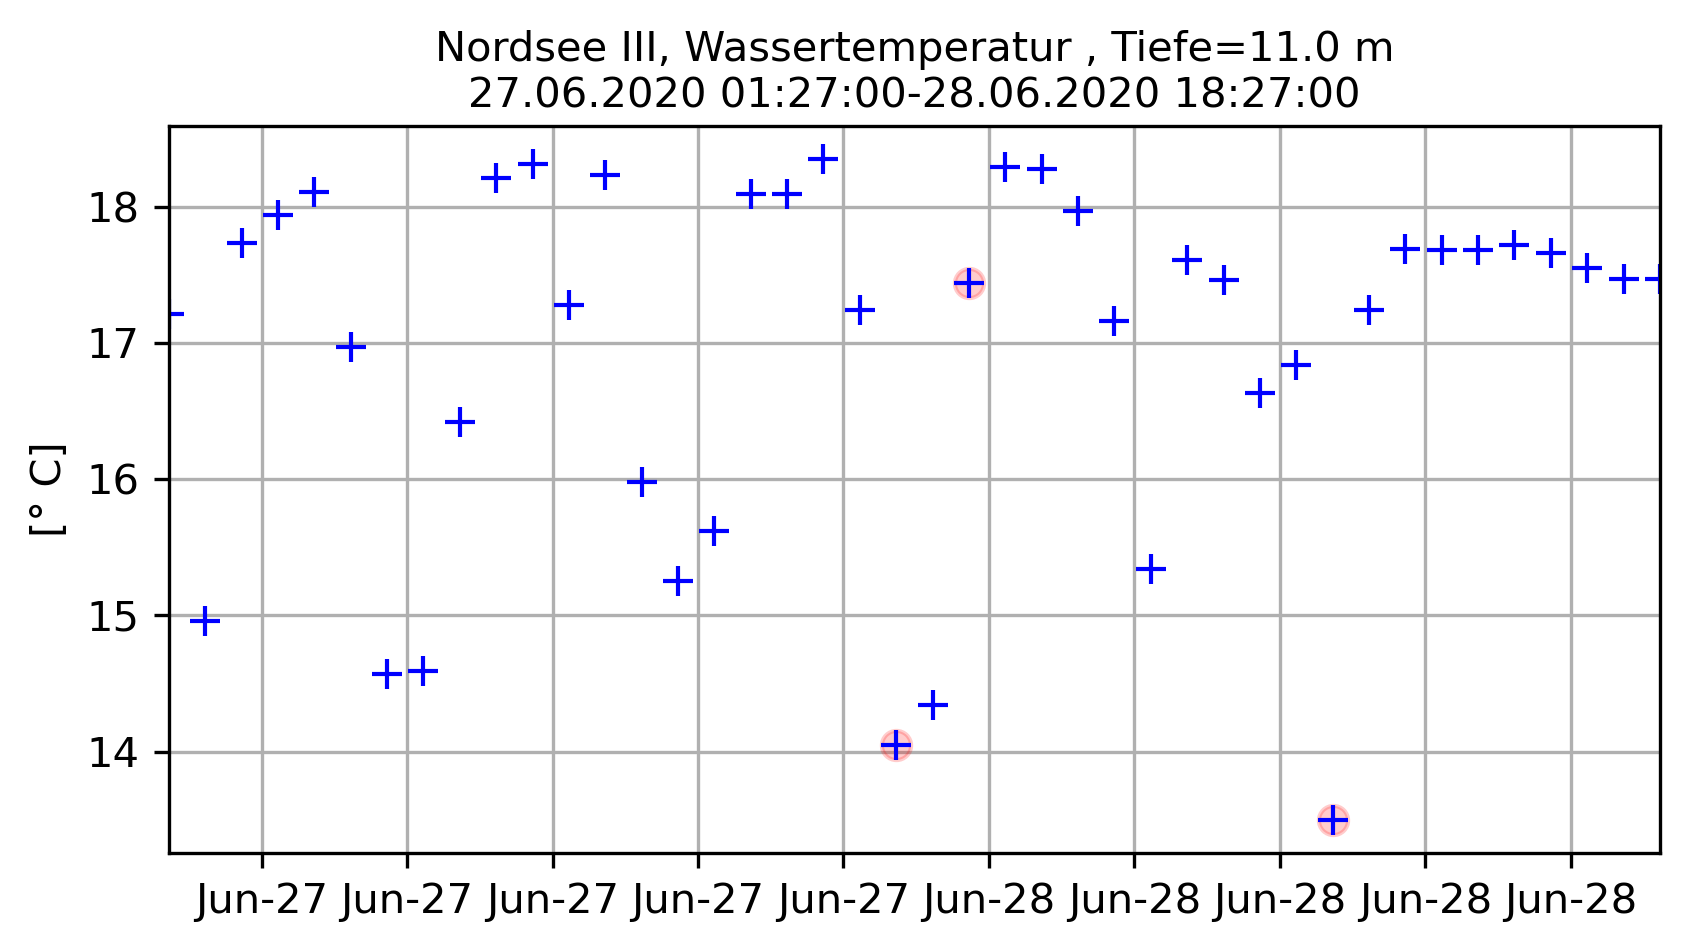 Nordsee III, Wassertemperatur , Tiefe=11.0 m
27.06.2020 01:27:00-28.06.2020 18:27:00
[° C]
18
17
16
15
14
Jun-27 Jun-27 Jun-27 Jun-27 Jun-27 Jun-28 Jun-28 Jun-28 Jun-28 Jun-28